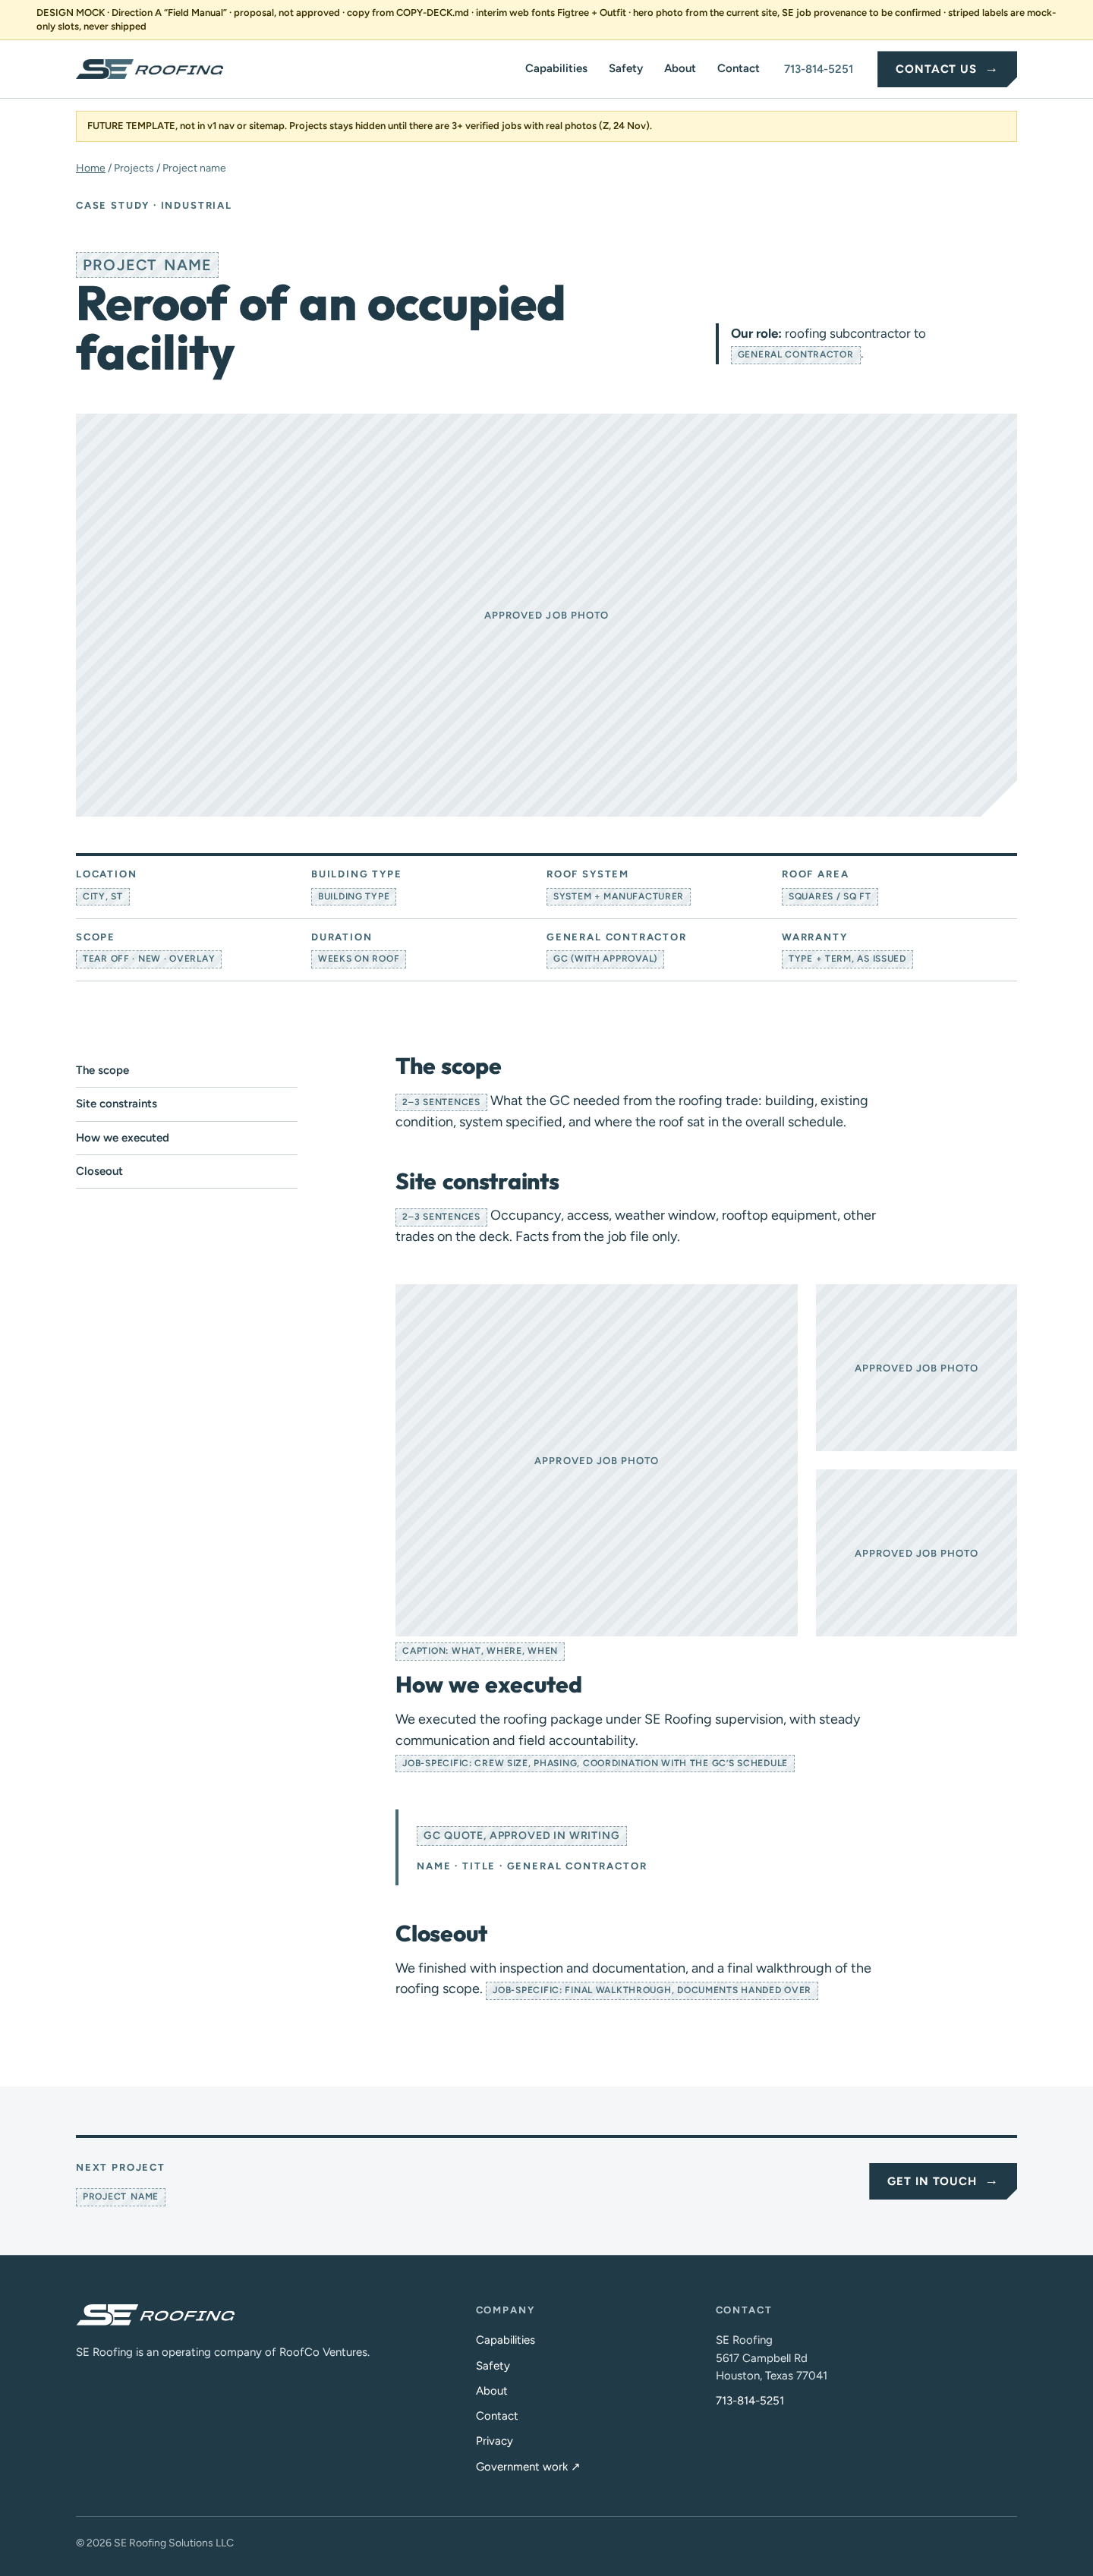 DESIGN MOCK · Direction A “Field Manual” · proposal, not approved · copy from COPY-DECK.md · interim web fonts Figtree + Outfit · hero photo from the current site, SE job provenance to be confirmed · striped labels are mock-
only slots, never shipped
SE ROOFING
Capabilities Safety About Contact 713-814-5251 CONTACT US →
FUTURE TEMPLATE, not in v1 nav or sitemap. Projects stays hidden until there are 3+ verified jobs with real photos (Z, 24 Nov).
Home / Projects / Project name
CASE STUDY · INDUSTRIAL
PROJECT NAME
Reroof of an occupied
facility
Our role: roofing subcontractor to
GENERAL CONTRACTOR.
APPROVED JOB PHOTO
LOCATION BUILDING TYPE ROOF SYSTEM ROOF AREA
CITY, ST BUILDING TYPE SYSTEM + MANUFACTURER SQUARES / SQ FT
SCOPE DURATION GENERAL CONTRACTOR WARRANTY
TEAR OFF · NEW · OVERLAY WEEKS ON ROOF GC (WITH APPROVAL) TYPE + TERM, AS ISSUED
The scope
Site constraints
How we executed
Closeout
The scope
2–3 SENTENCES What the GC needed from the roofing trade: building, existing
condition, system specified, and where the roof sat in the overall schedule.
Site constraints
2–3 SENTENCES Occupancy, access, weather window, rooftop equipment, other
trades on the deck. Facts from the job file only.
APPROVED JOB PHOTO
APPROVED JOB PHOTO
APPROVED JOB PHOTO
CAPTION: WHAT, WHERE, WHEN
How we executed
We executed the roofing package under SE Roofing supervision, with steady
communication and field accountability.
JOB-SPECIFIC: CREW SIZE, PHASING, COORDINATION WITH THE GC'S SCHEDULE
GC QUOTE, APPROVED IN WRITING
NAME · TITLE · GENERAL CONTRACTOR
Closeout
We finished with inspection and documentation, and a final walkthrough of the
roofing scope. JOB-SPECIFIC: FINAL WALKTHROUGH, DOCUMENTS HANDED OVER
NEXT PROJECT
PROJECT NAME
GET IN TOUCH →
SE ROOFING
SE Roofing is an operating company of RoofCo Ventures.
COMPANY
Capabilities
Safety
About
Contact
Privacy
Government work ↗
CONTACT
SE Roofing
5617 Campbell Rd
Houston, Texas 77041
713-814-5251
© 2026 SE Roofing Solutions LLC